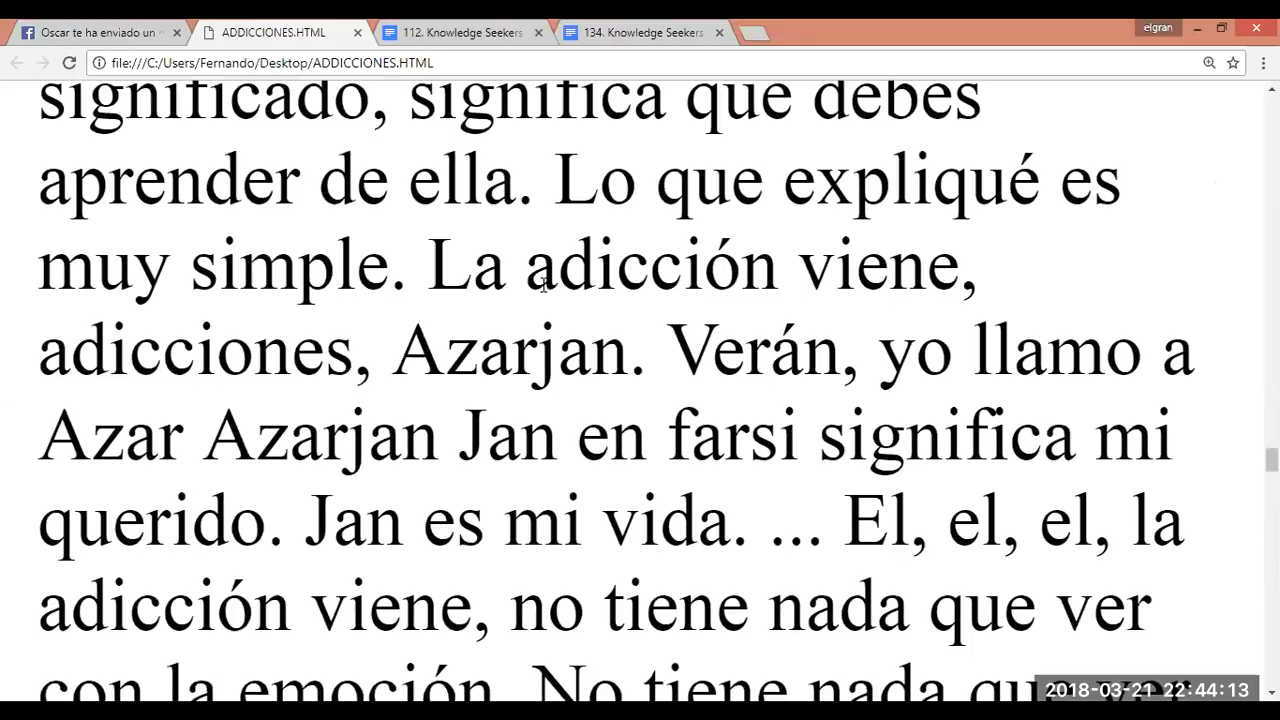 Oscar te ha enviado un
ADDICCIONES.HTML
112. Knowledge Seekers
134. Knowledge Seekers
elgran
file:///C:/Users/Fernando/Desktop/ADDICCIONES.HTML
significado, significa que debes
aprender de ella. Lo que expliqué es
muy simple. La adicción viene,
adicciones, Azarjan. Verán, yo llamo a
Azar Azarjan Jan en farsi significa mi
querido. Jan es mi vida. ... El, el, el, la
adicción viene, no tiene nada que ver
con la emoción. No tiene nada que ver
2018-03-21 22:44:13